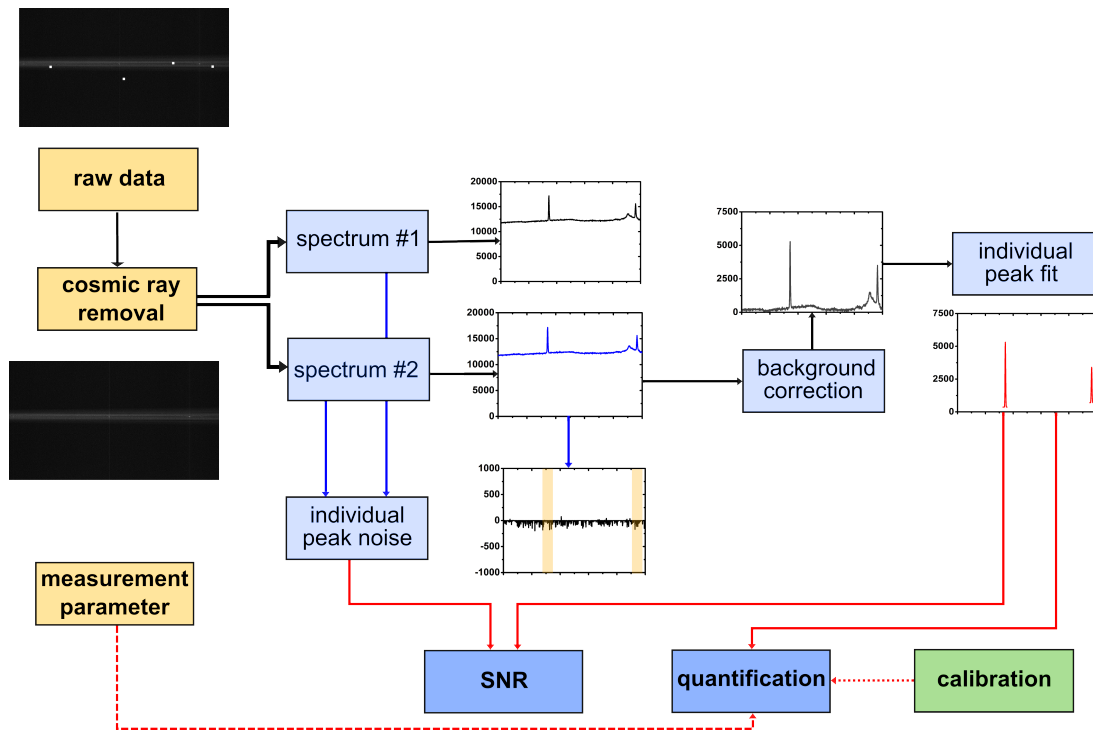 raw data
cosmic ray
removal
spectrum #1
spectrum #2
20000
15000
10000
5000
0
20000
15000
10000
5000
0
7500
5000
2500
0
individual
peak fit
background
correction
7500
5000
2500
0
individual
peak noise
1000
500
0
-500
-1000
measurement
parameter
SNR
quantification
calibration